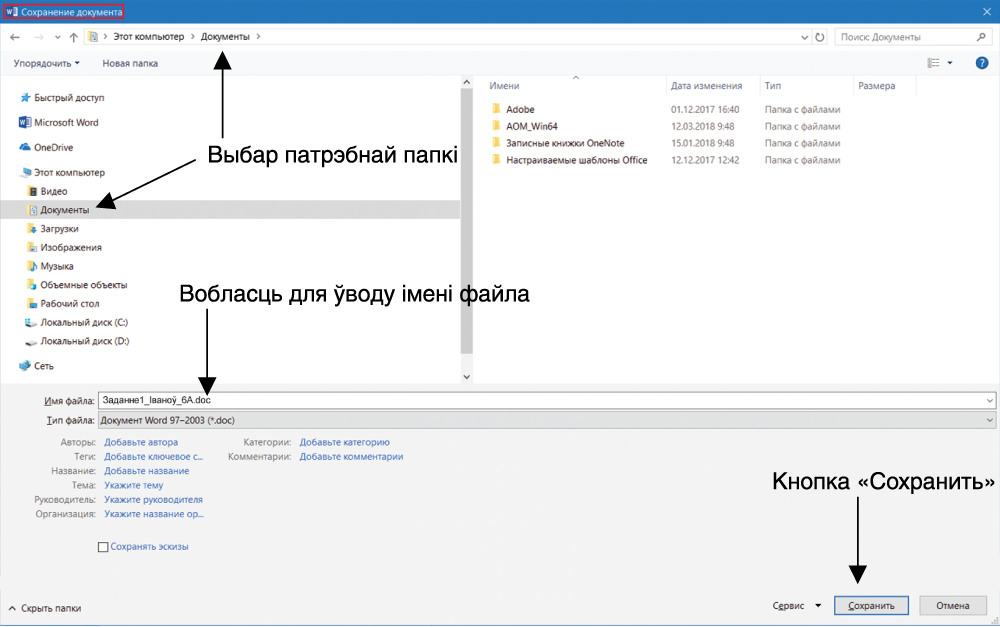 Сохранение документа
Этот компьютер > Документы >
Поиск: Документы
Упорядочить
Новая папка
?
Быстрый доступ
Microsoft Word
OneDrive
Этот компьютер
Видео
Документы
Загрузки
Изображения
Музыка
Объемные объекты
Рабочий стол
Локальный диск (C:)
Локальный диск (D:)
Сеть
Имени Дата изменения Тип Размера
Adobe 01.12.2017 16:40 Папка с файлами
AOM_Win64 12.03.2018 9:48 Папка с файлами
Записные книжки OneNote 15.01.2018 9:48 Папка с файлами
Настраиваемые шаблоны Office 12.12.2017 12:42 Папка с файлами
Выбар патрэбнай папкі
Вобласць для ўводу імені файла
Имя файла: Заданне1_Іваноў_6А.doc
Тип файла: Документ Word 97–2003 (*.doc)
Авторы: Добавьте автора
Теги: Добавьте ключевое с...
Название: Добавьте название
Тема: Укажите тему
Руководитель: Укажите руководителя
Организация: Укажите название ор...
Категории: Добавьте категорию
Комментарии: Добавьте комментарии
Сохранять эскизы
Кнопка «Сохранить»
Скрыть папки
Сервис
Сохранить
Отмена